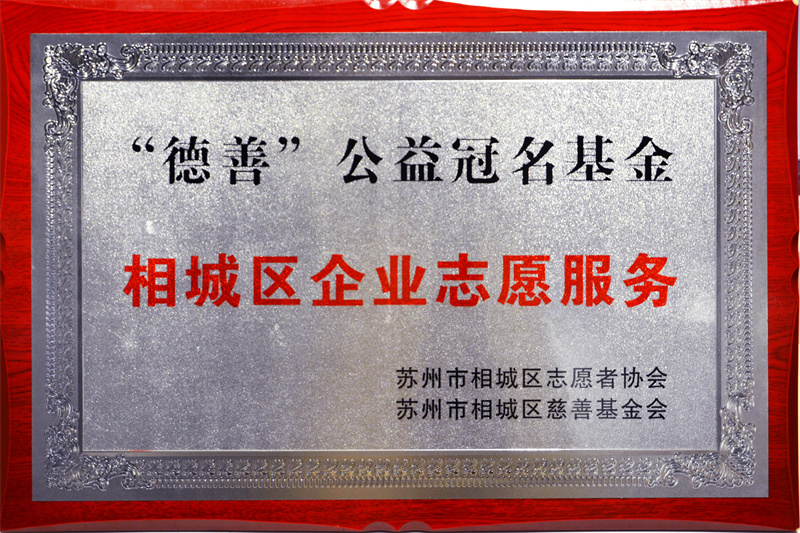 “德善”公益冠名基金
相城区企业志愿服务
苏州市相城区志愿者协会
苏州市相城区慈善基金会